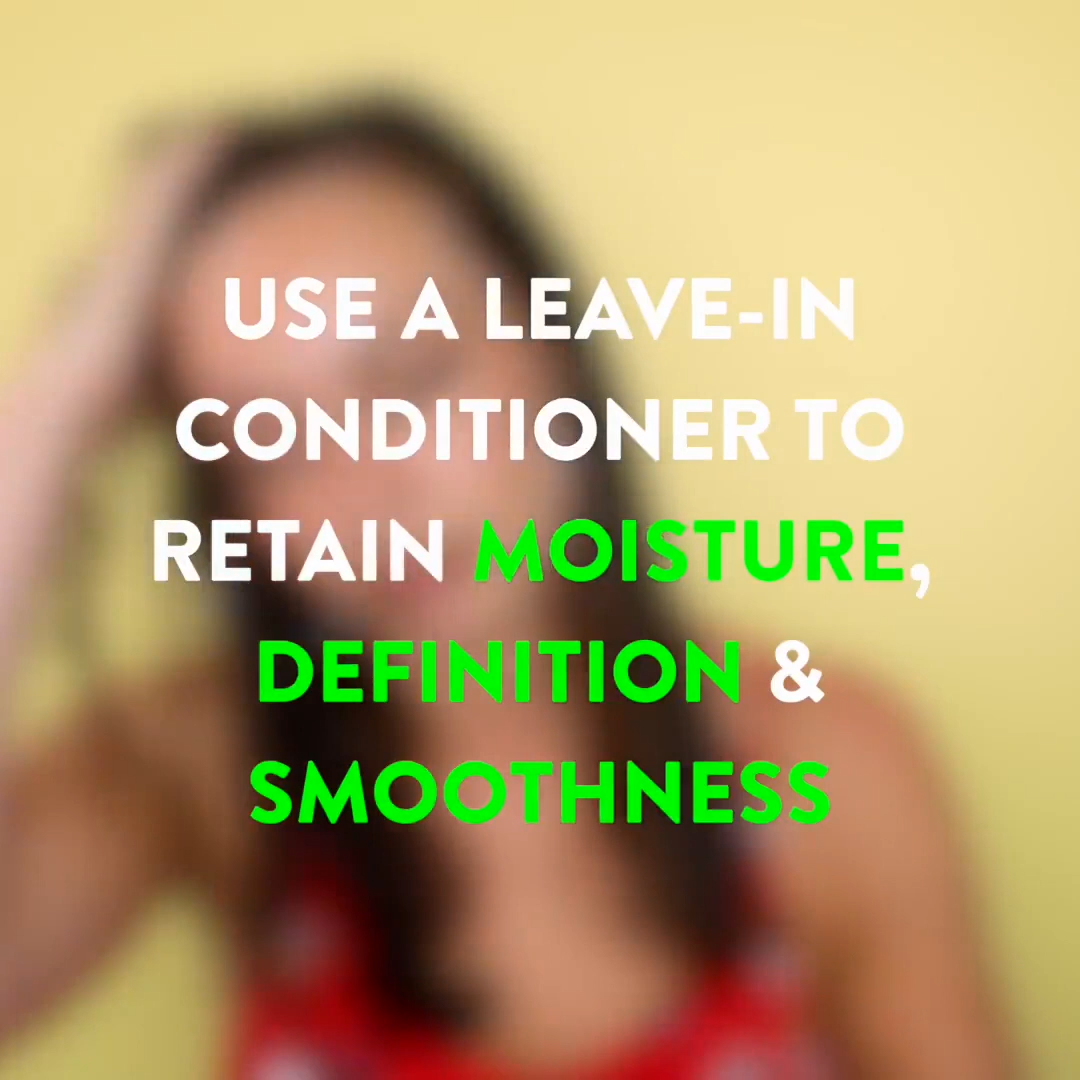 USE A LEAVE-IN
CONDITIONER TO
RETAIN MOISTURE,
DEFINITION &
SMOOTHNESS